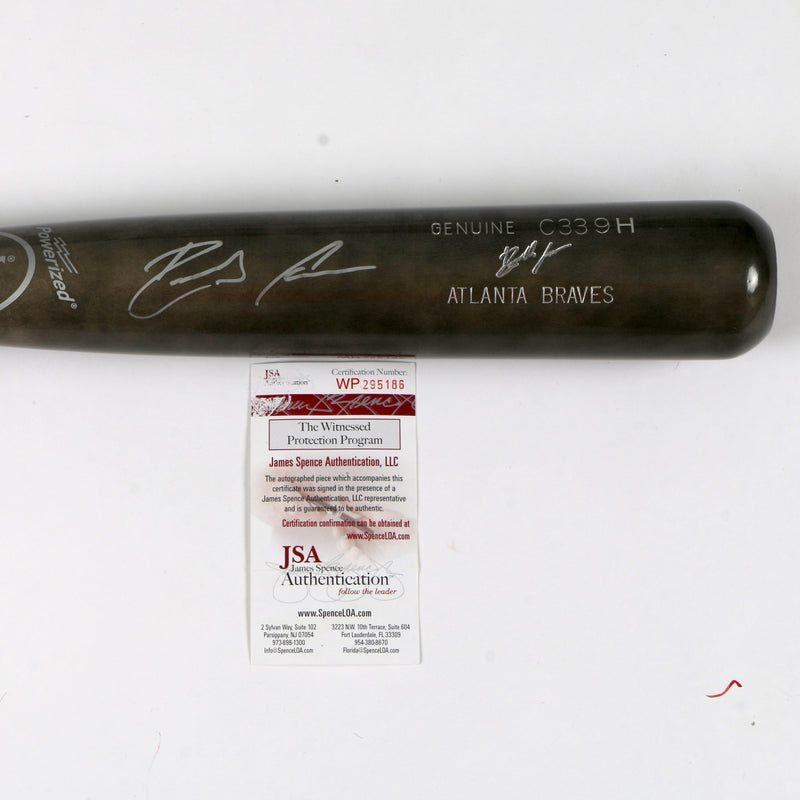 Powerized®
GENUINE C339H
ATLANTA BRAVES
JSA
Authentication™
Certification Number:
WP 295186
The Witnessed
Protection Program
James Spence Authentication, LLC
The autographed piece which accompanies this
certificate was signed in the presence of a
James Spence Authentication, LLC representative
and is guaranteed to be authentic.
Certification confirmation can be obtained at
www.SpenceLOA.com
JSA
James Spence
Authentication™
follow the leader
www.SpenceLOA.com
2 Sylvan Way, Suite 102
Parsippany, NJ 07054
973-898-1300
Info@SpenceLOA.com
3223 N.W. 10th Terrace, Suite 604
Fort Lauderdale, FL 33309
954-380-8670
Florida@SpenceLOA.com